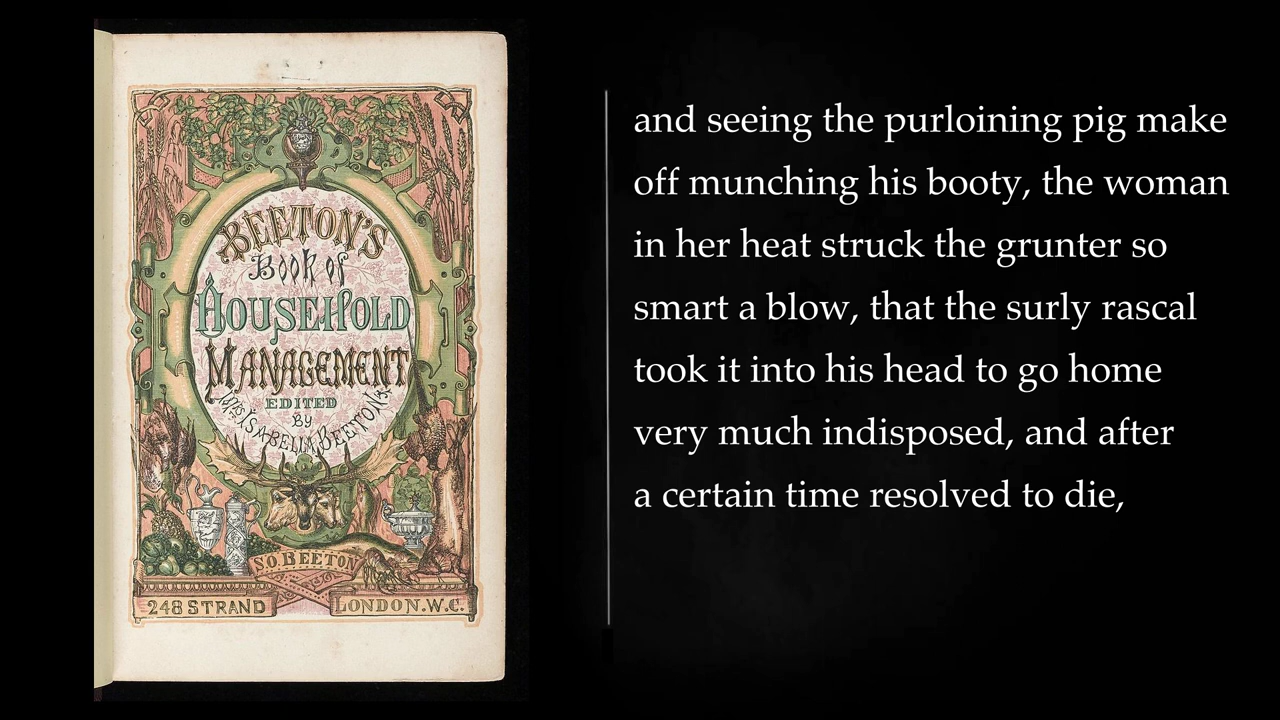 BEETON'S
Book of
HOUSEHOLD
MANAGEMENT
EDITED
BY
MRS ISABELLA BEETON
S.O. BEETON
248 STRAND
LONDON. W.C.
and seeing the purloining pig make
off munching his booty, the woman
in her heat struck the grunter so
smart a blow, that the surly rascal
took it into his head to go home
very much indisposed, and after
a certain time resolved to die,